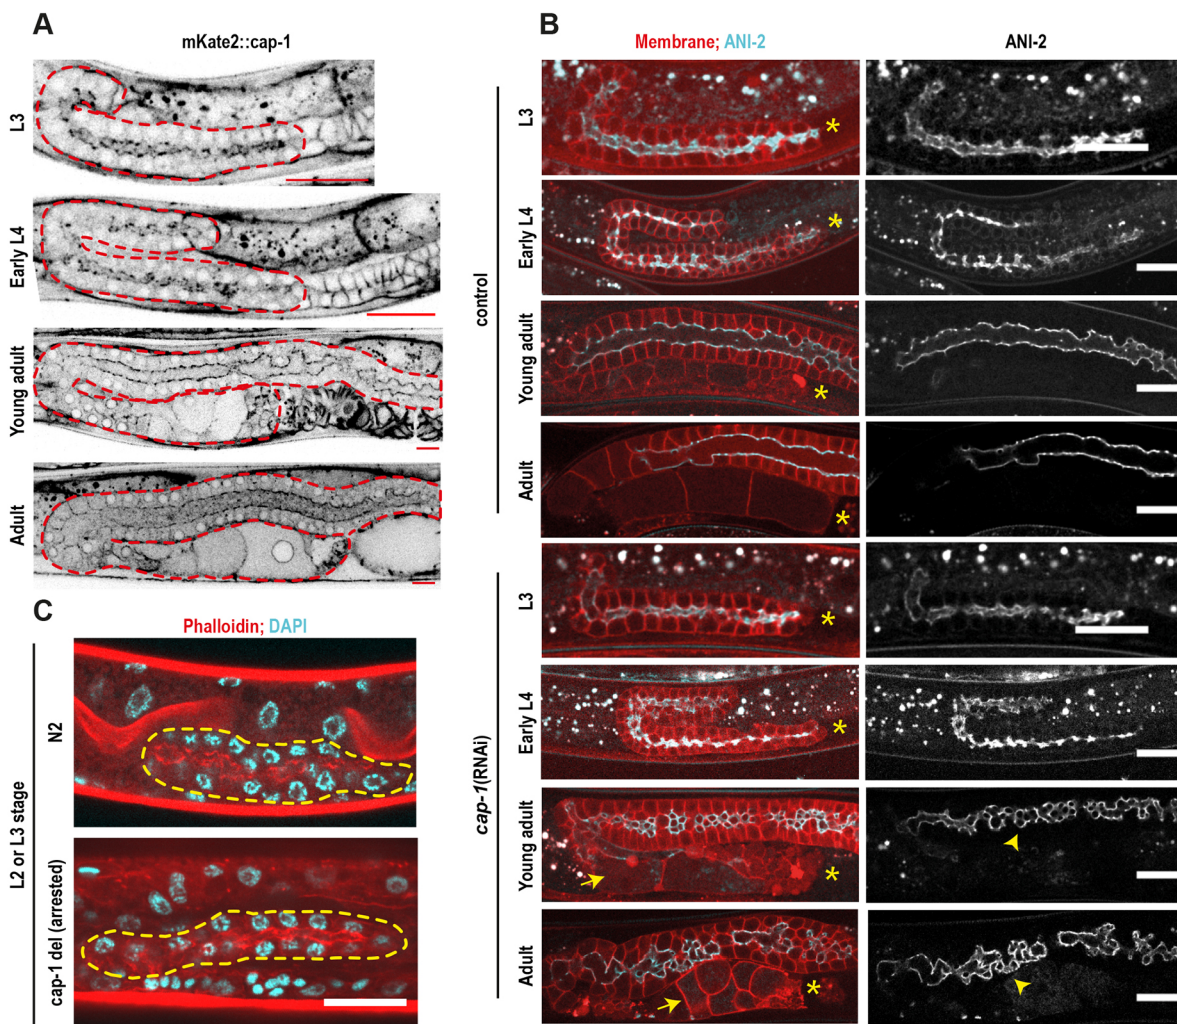 A
mKate2::cap-1
L3
Early L4
Young adult
Adult
B
Membrane; ANI-2
ANI-2
control
L3
Early L4
Young adult
Adult
cap-1(RNAi)
L3
Early L4
Young adult
Adult
C
Phalloidin; DAPI
L2 or L3 stage
N2
cap-1 del (arrested)